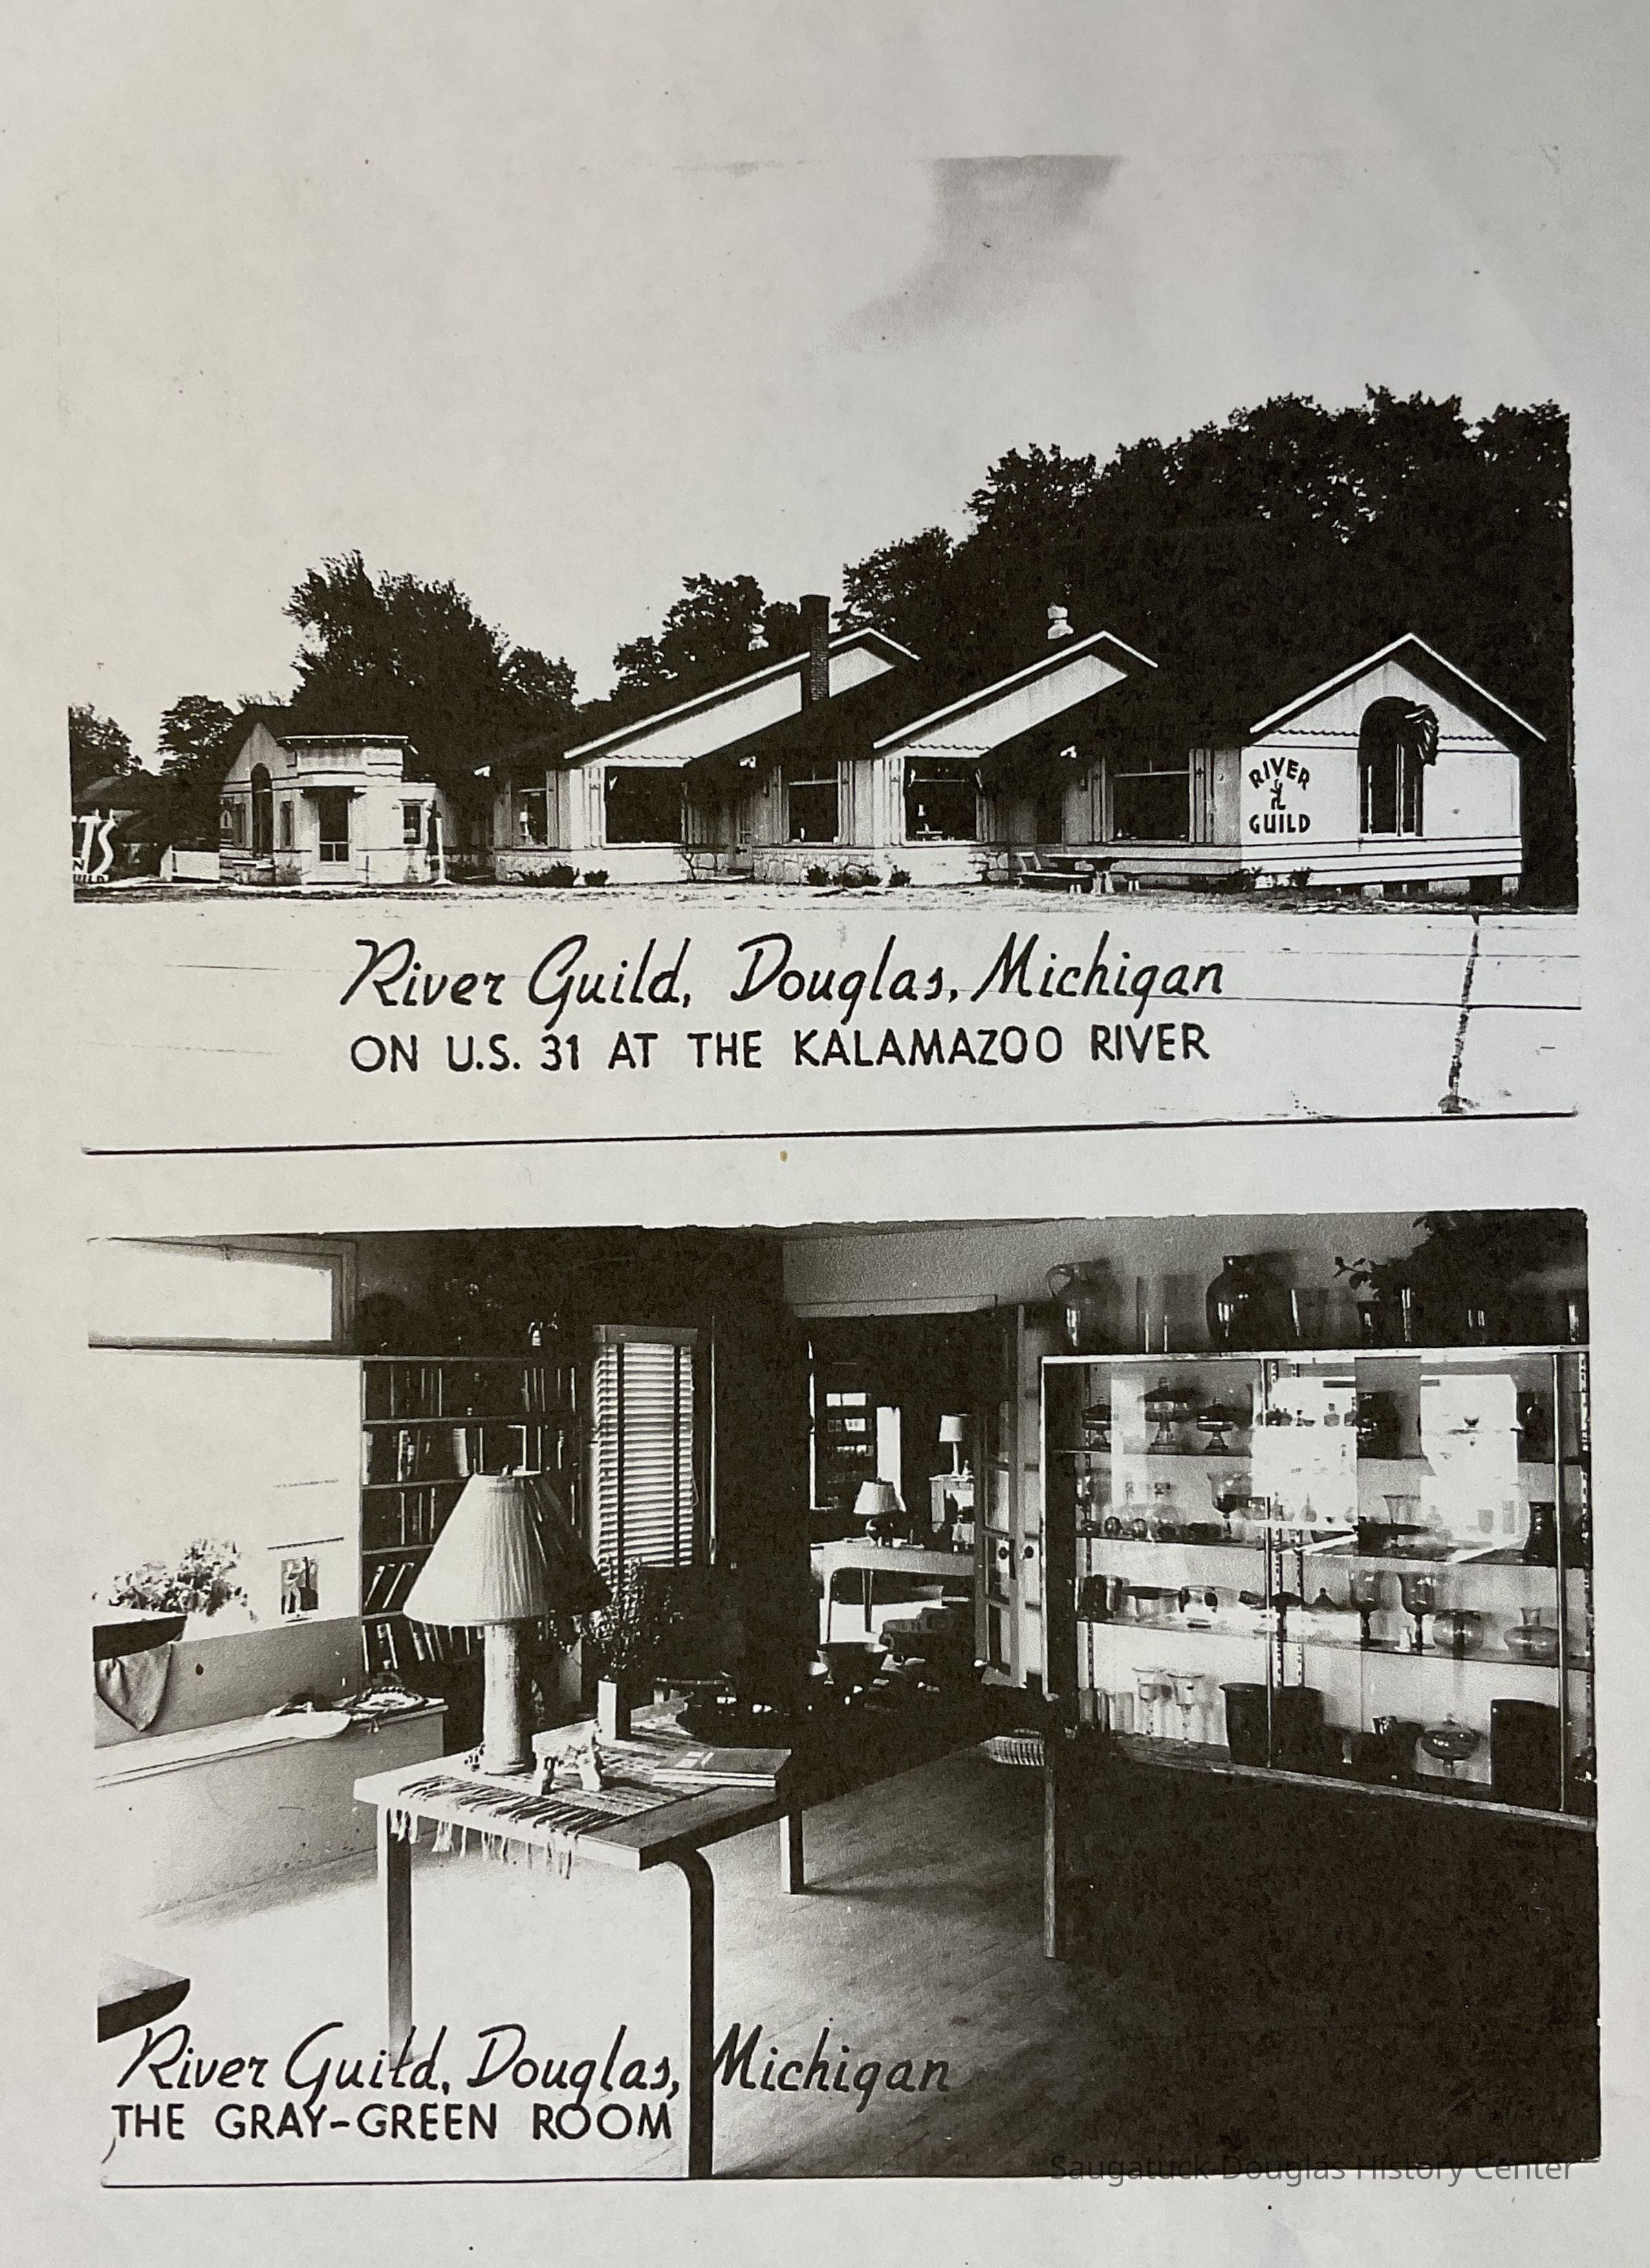 TS
RIVER
GUILD
River Guild, Douglas, Michigan
ON U.S. 31 AT THE KALAMAZOO RIVER
River Guild, Douglas, Michigan
THE GRAY-GREEN ROOM
Saugatuck-Douglas History Center